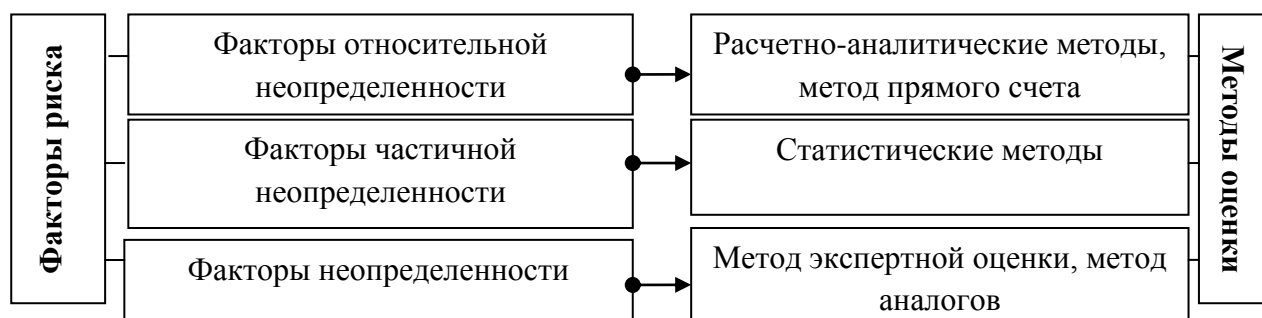 Факторы риска
Факторы относительной
неопределенности
Расчетно-аналитические методы,
метод прямого счета
Факторы частичной
неопределенности
Статистические методы
Факторы неопределенности
Метод экспертной оценки, метод
аналогов
Методы оценки